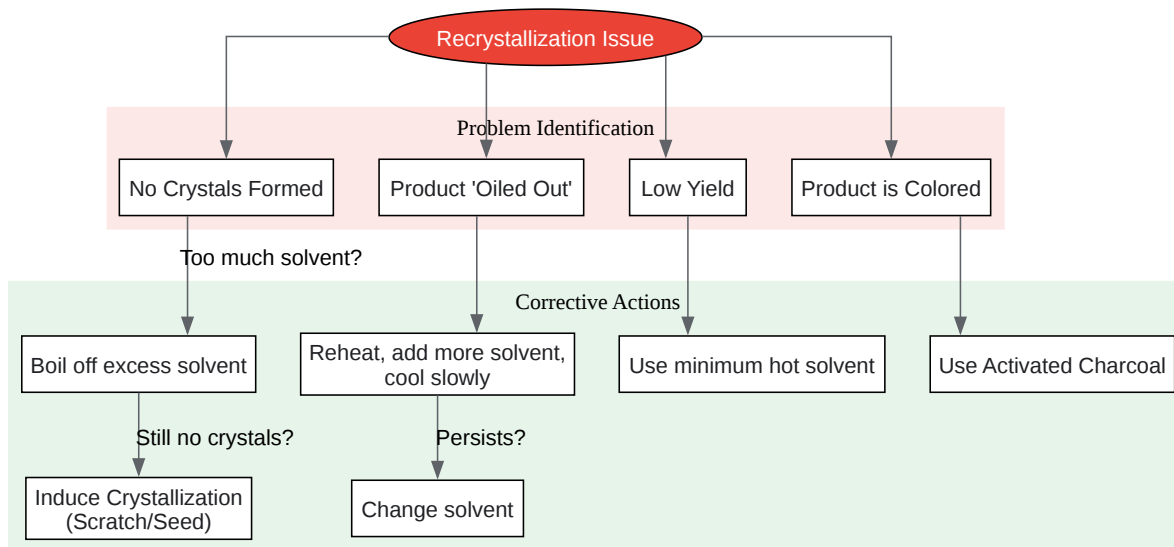 Recrystallization Issue
Problem Identification
No Crystals Formed
Product 'Oiled Out'
Low Yield
Product is Colored
Too much solvent?
Corrective Actions
Boil off excess solvent
Reheat, add more solvent,
cool slowly
Use minimum hot solvent
Use Activated Charcoal
Still no crystals?
Persists?
Induce Crystallization
(Scratch/Seed)
Change solvent